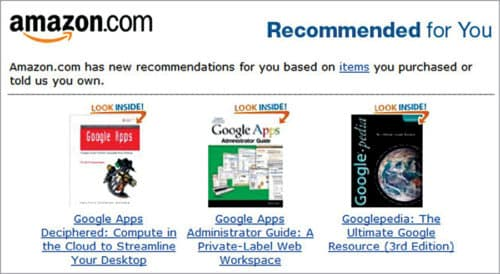 amazon.com
Recommended for You
Amazon.com has new recommendations for you based on items you purchased or
told us you own.
LOOK INSIDE!
LOOK INSIDE!
LOOK INSIDE!
Google Apps
Google Apps
Administrator Guide
Google-pedia
Google Apps
Deciphered: Compute in
the Cloud to Streamline
Your Desktop
Google Apps
Administrator Guide: A
Private-Label Web
Workspace
Googlepedia: The
Ultimate Google
Resource (3rd Edition)